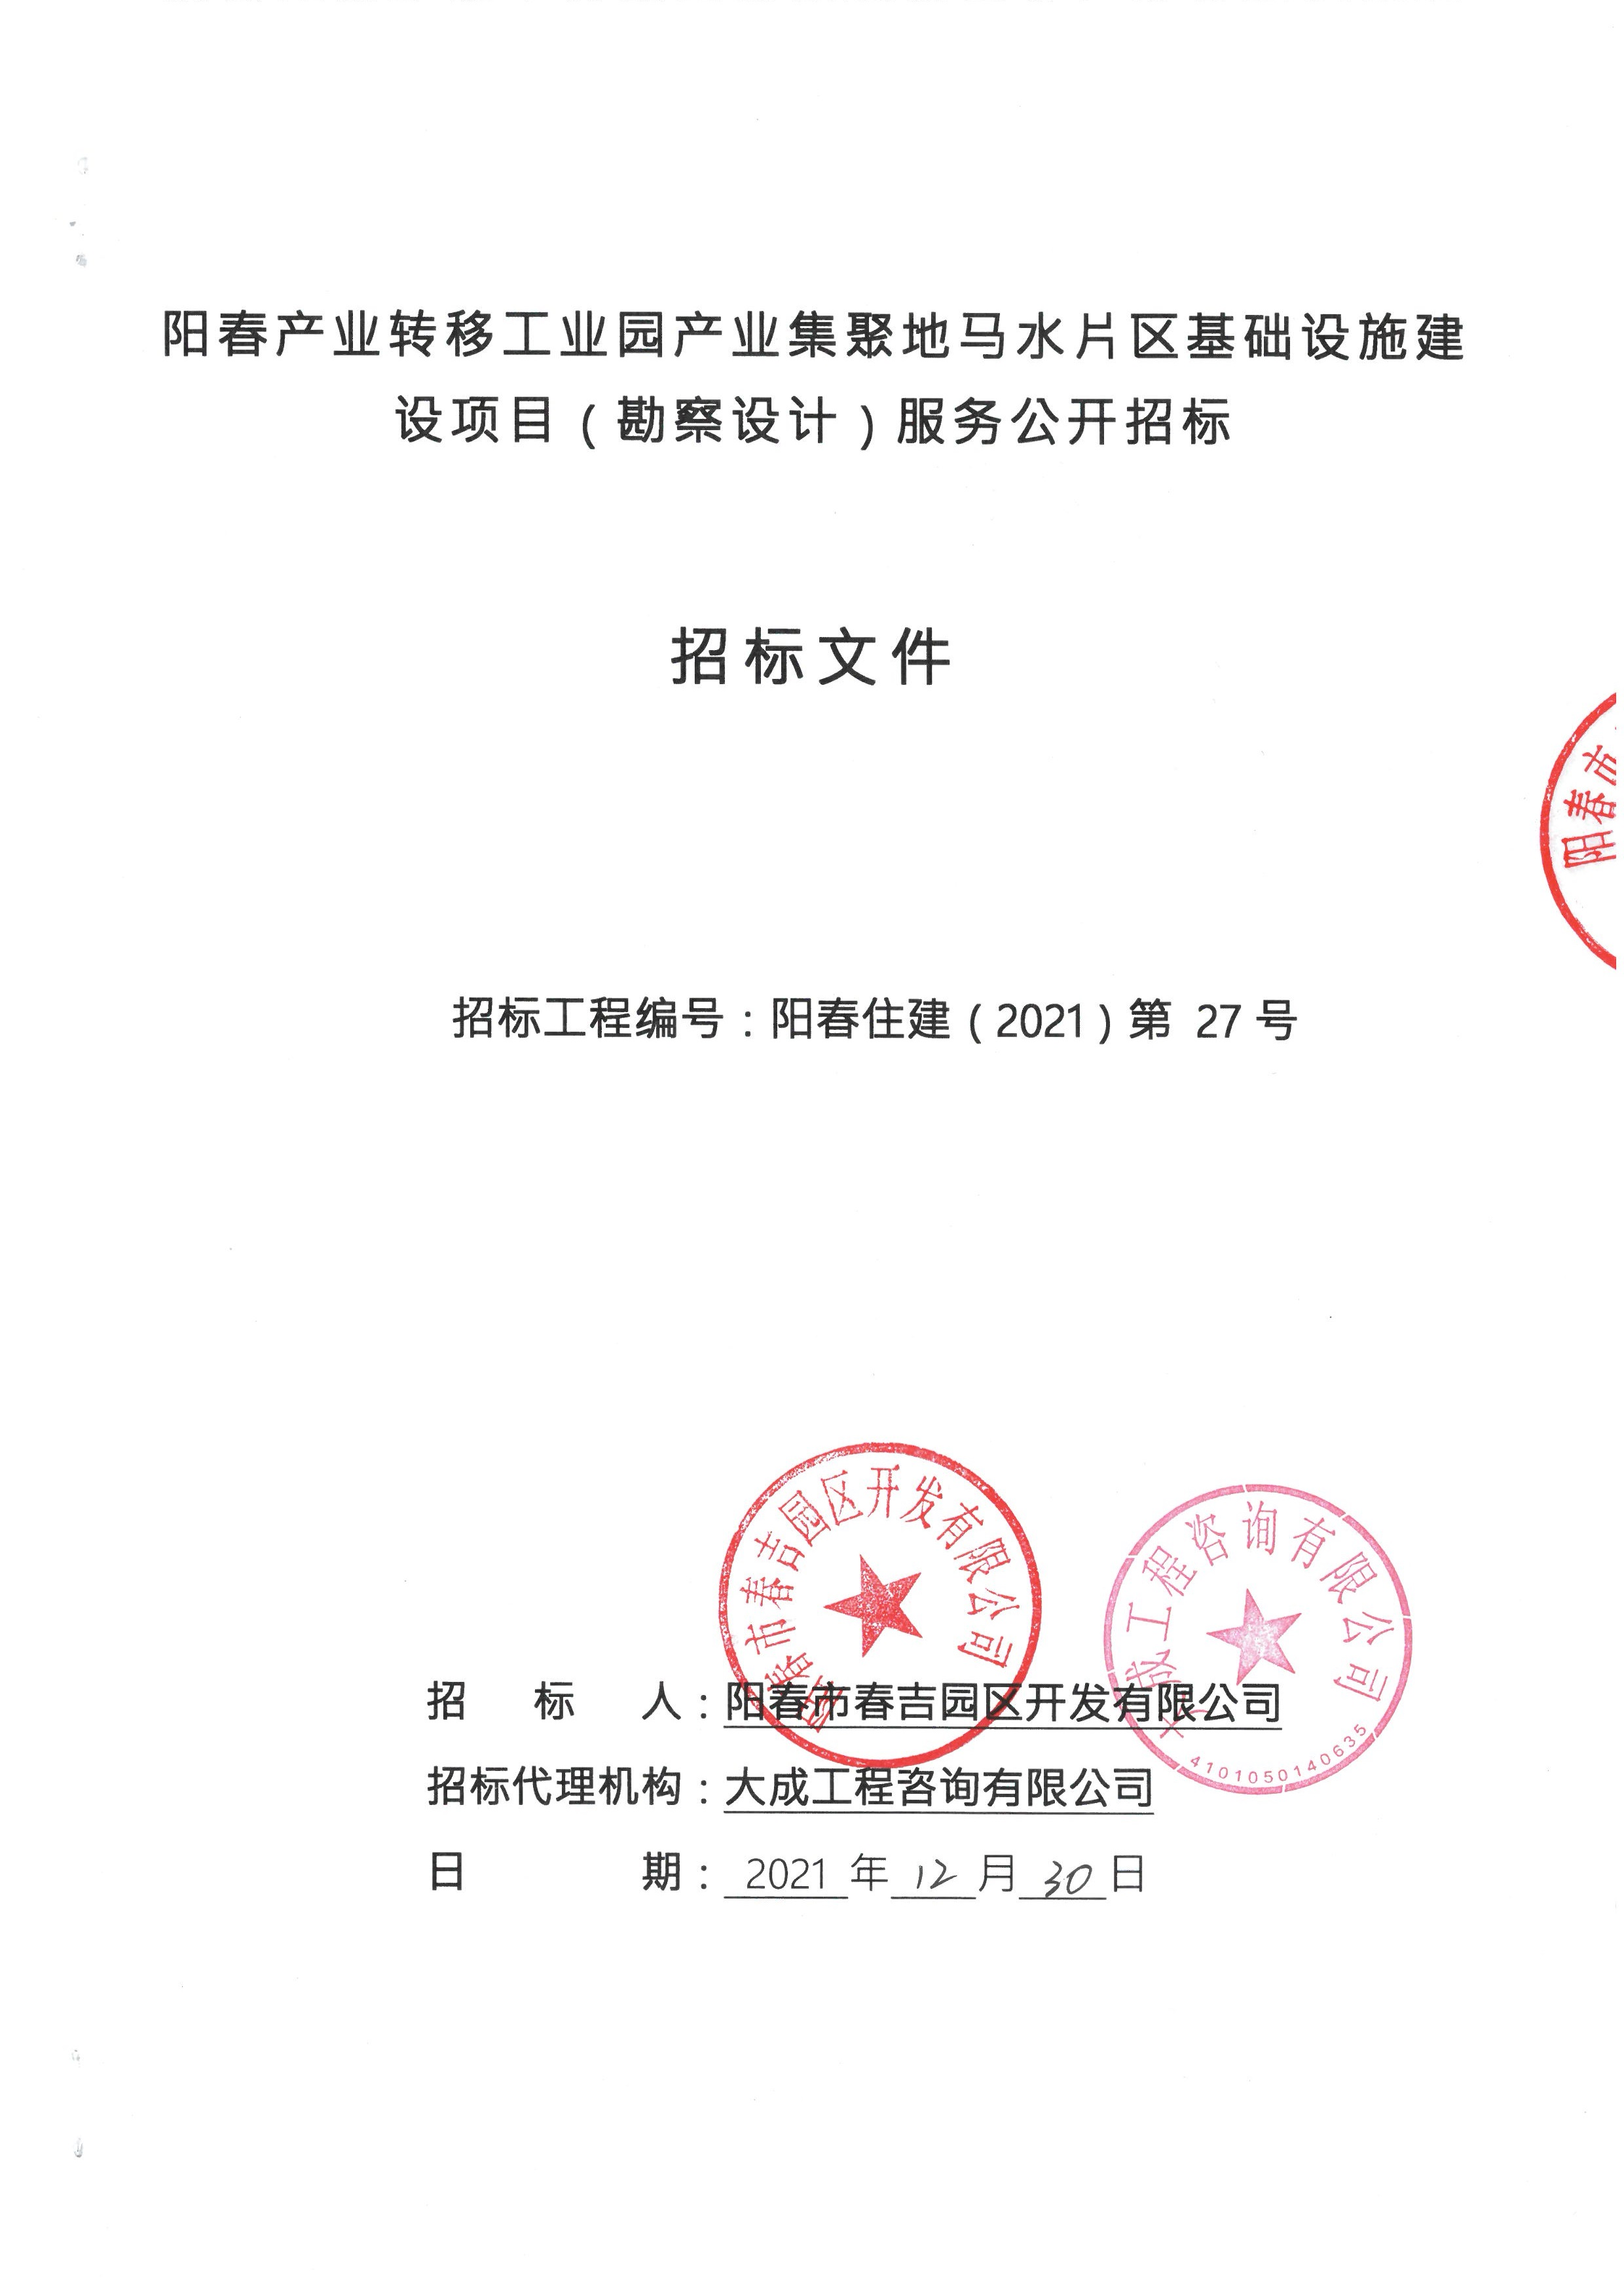 阳春产业转移工业园产业集聚地马水片区基础设施建
设项目（勘察设计）服务公开招标
招标文件
阳春市
招标工程编号：阳春住建（2021）第 27 号
阳春市春吉园区开发有限公司
大成工程咨询有限公司
4101050140635
招 标 人：阳春市春吉园区开发有限公司
招标代理机构：大成工程咨询有限公司
日 期： 2021 年 12 月 30 日